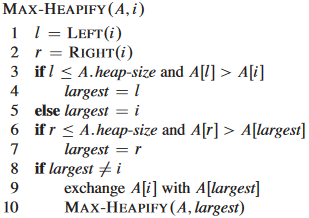 MAX-HEAPIFY(A, i)
1 l = LEFT(i)
2 r = RIGHT(i)
3 if l ≤ A.heap-size and A[l] > A[i]
4 largest = l
5 else largest = i
6 if r ≤ A.heap-size and A[r] > A[largest]
7 largest = r
8 if largest ≠ i
9 exchange A[i] with A[largest]
10 MAX-HEAPIFY(A, largest)